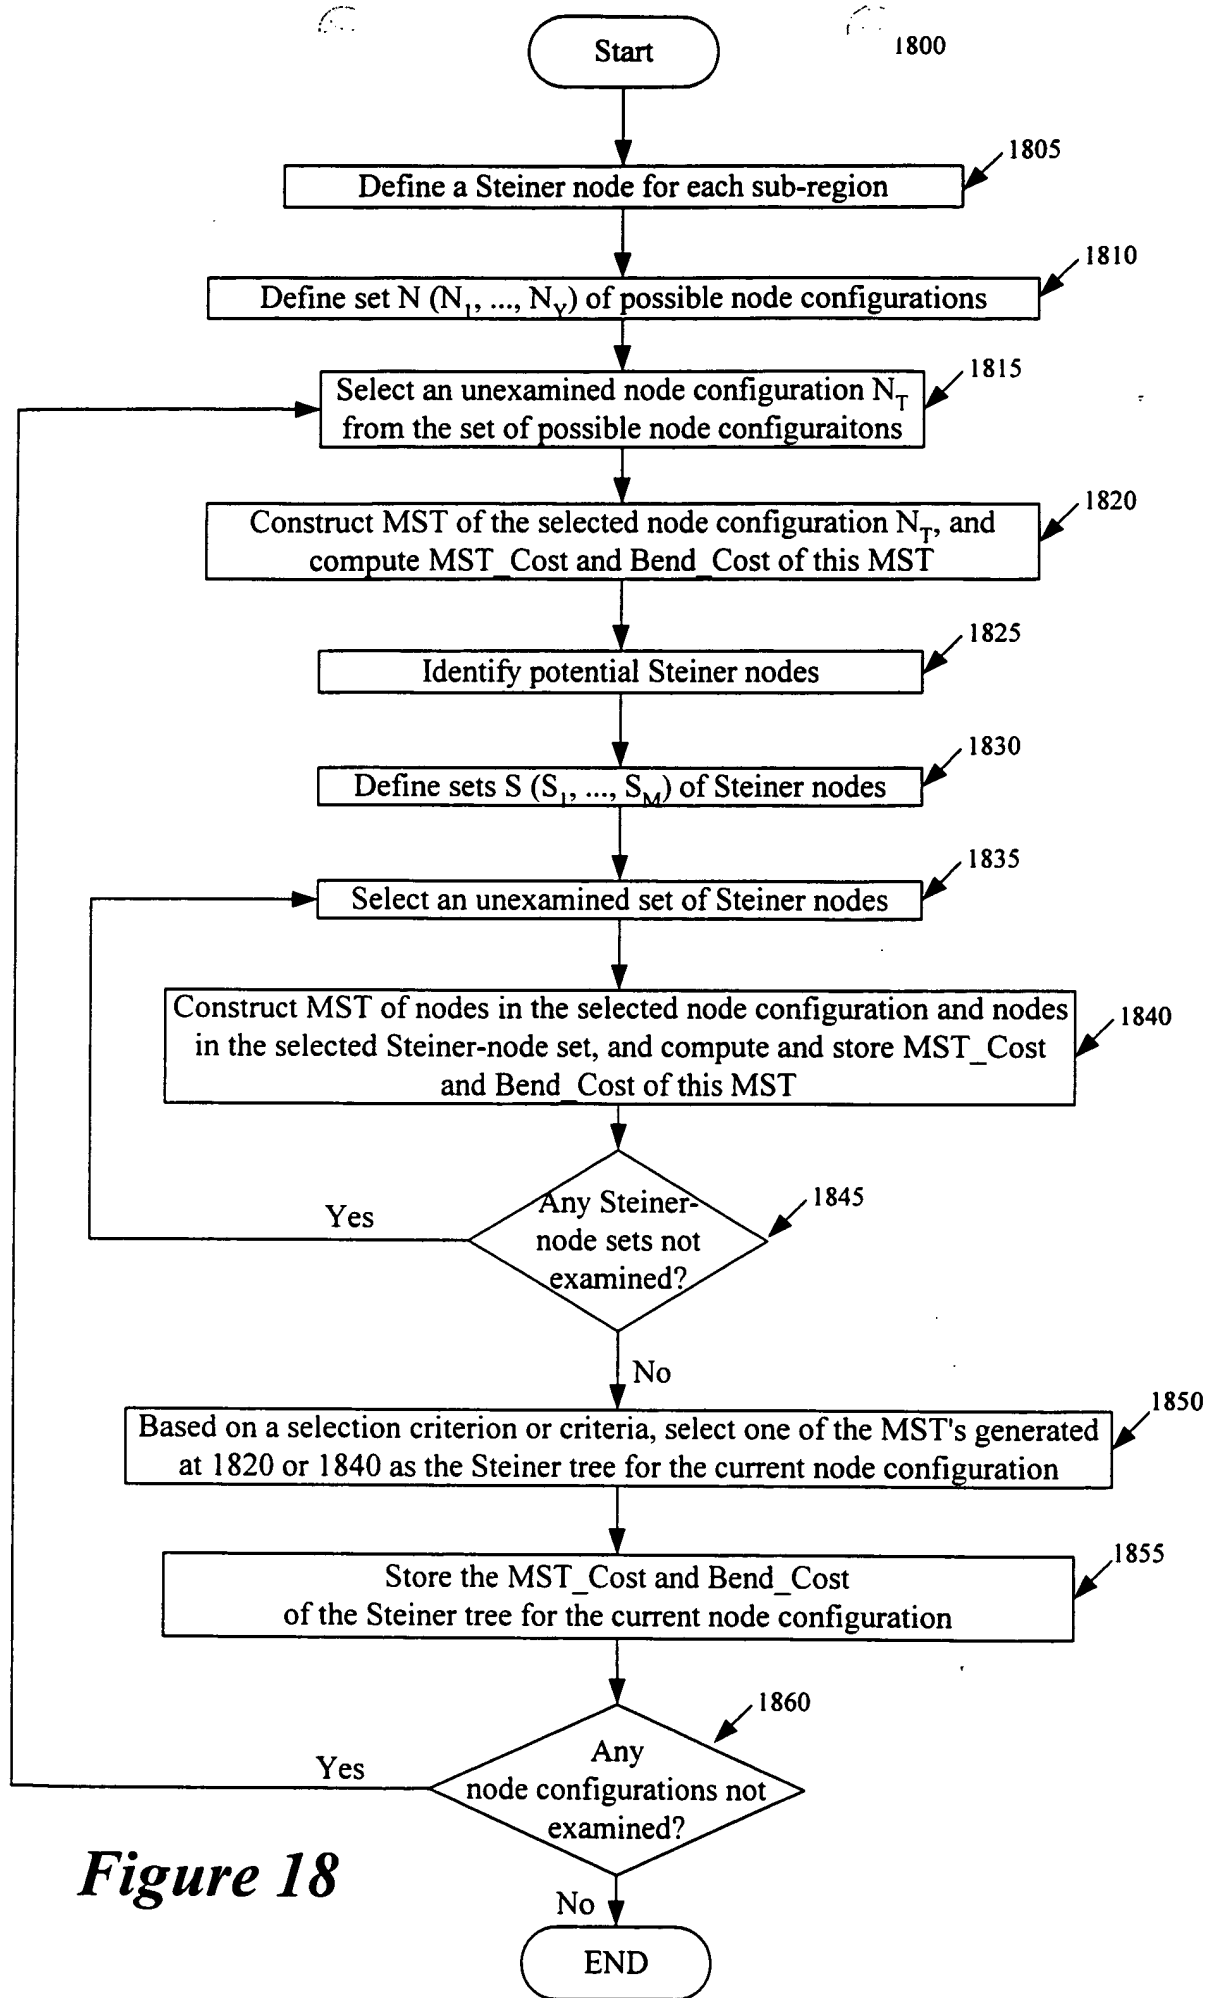 Start
1800
1805
Define a Steiner node for each sub-region
1810
Define set N (N1, ..., NY) of possible node configurations
1815
Select an unexamined node configuration NT
from the set of possible node configuraitons
1820
Construct MST of the selected node configuration NT, and
compute MST_Cost and Bend_Cost of this MST
1825
Identify potential Steiner nodes
1830
Define sets S (S1, ..., SM) of Steiner nodes
1835
Select an unexamined set of Steiner nodes
Construct MST of nodes in the selected node configuration and nodes
1840
in the selected Steiner-node set, and compute and store MST_Cost
and Bend_Cost of this MST
1845
Any Steiner-
Yes
node sets not
examined?
No
1850
Based on a selection criterion or criteria, select one of the MST's generated
at 1820 or 1840 as the Steiner tree for the current node configuration
1855
Store the MST_Cost and Bend_Cost
of the Steiner tree for the current node configuration
1860
Any
Yes
node configurations not
examined?
Figure 18
No
END